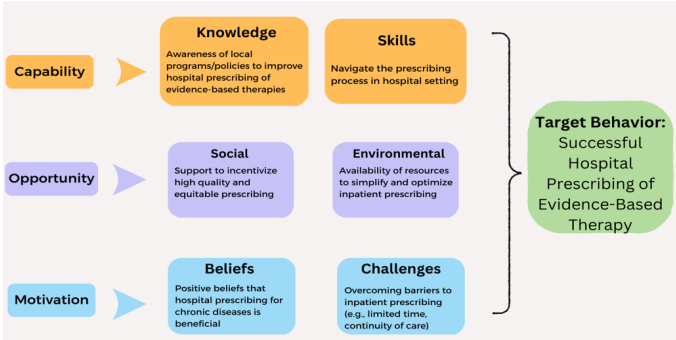 Capability
Knowledge
Awareness of local
programs/policies to improve
hospital prescribing of
evidence-based therapies
Skills
Navigate the prescribing
process in hospital setting
Opportunity
Social
Support to incentivize
high quality and
equitable prescribing
Environmental
Availability of resources
to simplify and optimize
inpatient prescribing
Motivation
Beliefs
Positive beliefs that
hospital prescribing for
chronic diseases is
beneficial
Challenges
Overcoming barriers to
inpatient prescribing
(e.g., limited time,
continuity of care)
Target Behavior:
Successful
Hospital
Prescribing of
Evidence-Based
Therapy